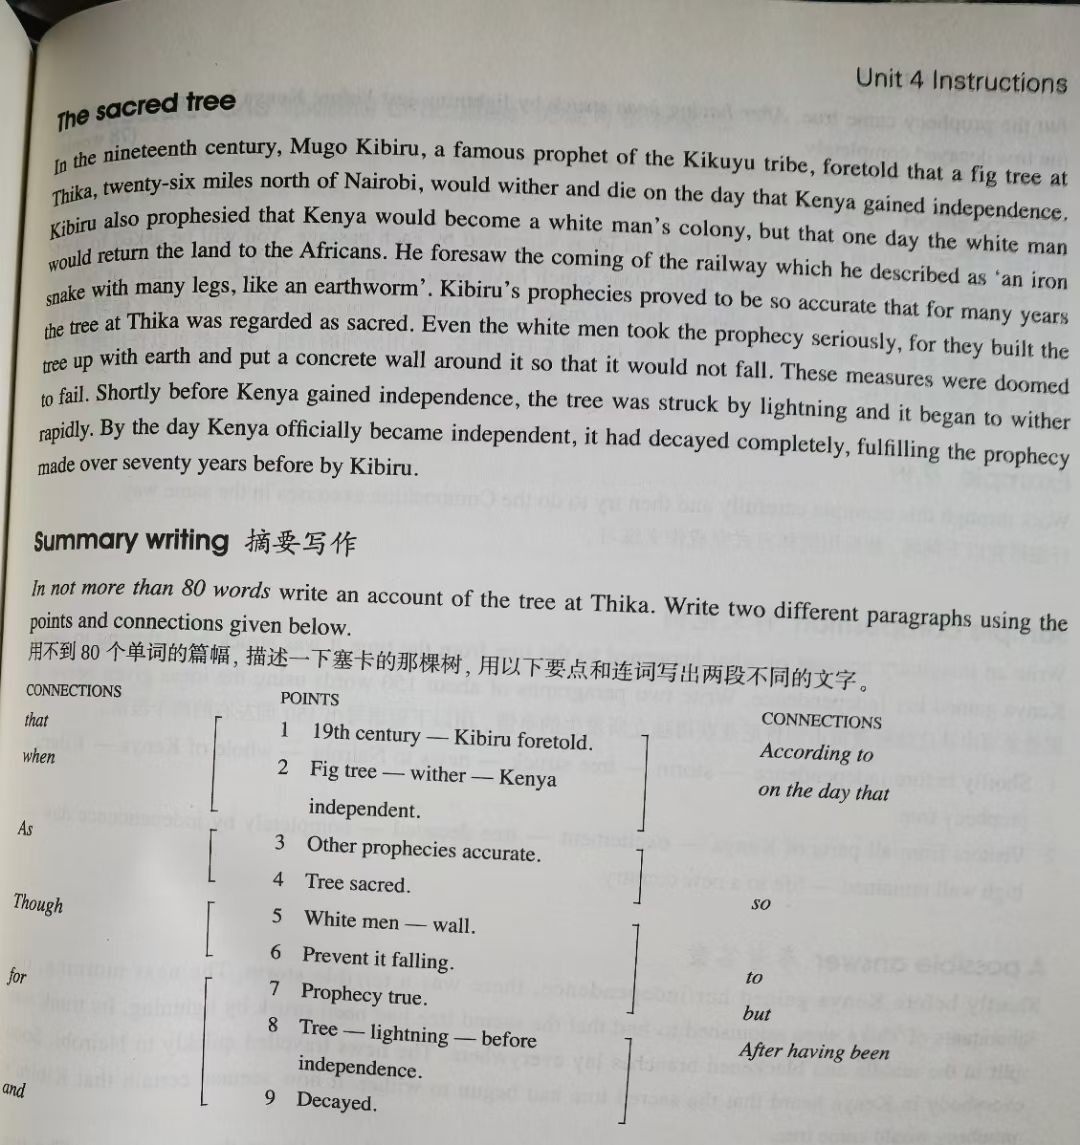 Unit 4 Instructions
The sacred tree
In the nineteenth century, Mugo Kibiru, a famous prophet of the Kikuyu tribe, foretold that a fig tree at
Thika, twenty-six miles north of Nairobi, would wither and die on the day that Kenya gained independence.
Kibiru also prophesied that Kenya would become a white man's colony, but that one day the white man
would return the land to the Africans. He foresaw the coming of the railway which he described as 'an iron
snake with many legs, like an earthworm'. Kibiru's prophecies proved to be so accurate that for many years
the tree at Thika was regarded as sacred. Even the white men took the prophecy seriously, for they built the
tree up with earth and put a concrete wall around it so that it would not fall. These measures were doomed
to fail. Shortly before Kenya gained independence, the tree was struck by lightning and it began to wither
rapidly. By the day Kenya officially became independent, it had decayed completely, fulfilling the prophecy
made over seventy years before by Kibiru.
Summary writing 摘要写作
In not more than 80 words write an account of the tree at Thika. Write two different paragraphs using the
points and connections given below.
用不到 80 个单词的篇幅, 描述一下塞卡的那棵树, 用以下要点和连词写出两段不同的文字。
CONNECTIONS
that
when
As
Though
for
and
POINTS
1 19th century — Kibiru foretold.
2 Fig tree — wither — Kenya
independent.
3 Other prophecies accurate.
4 Tree sacred.
5 White men — wall.
6 Prevent it falling.
7 Prophecy true.
8 Tree — lightning — before
independence.
9 Decayed.
CONNECTIONS
According to
on the day that
so
to
but
After having been